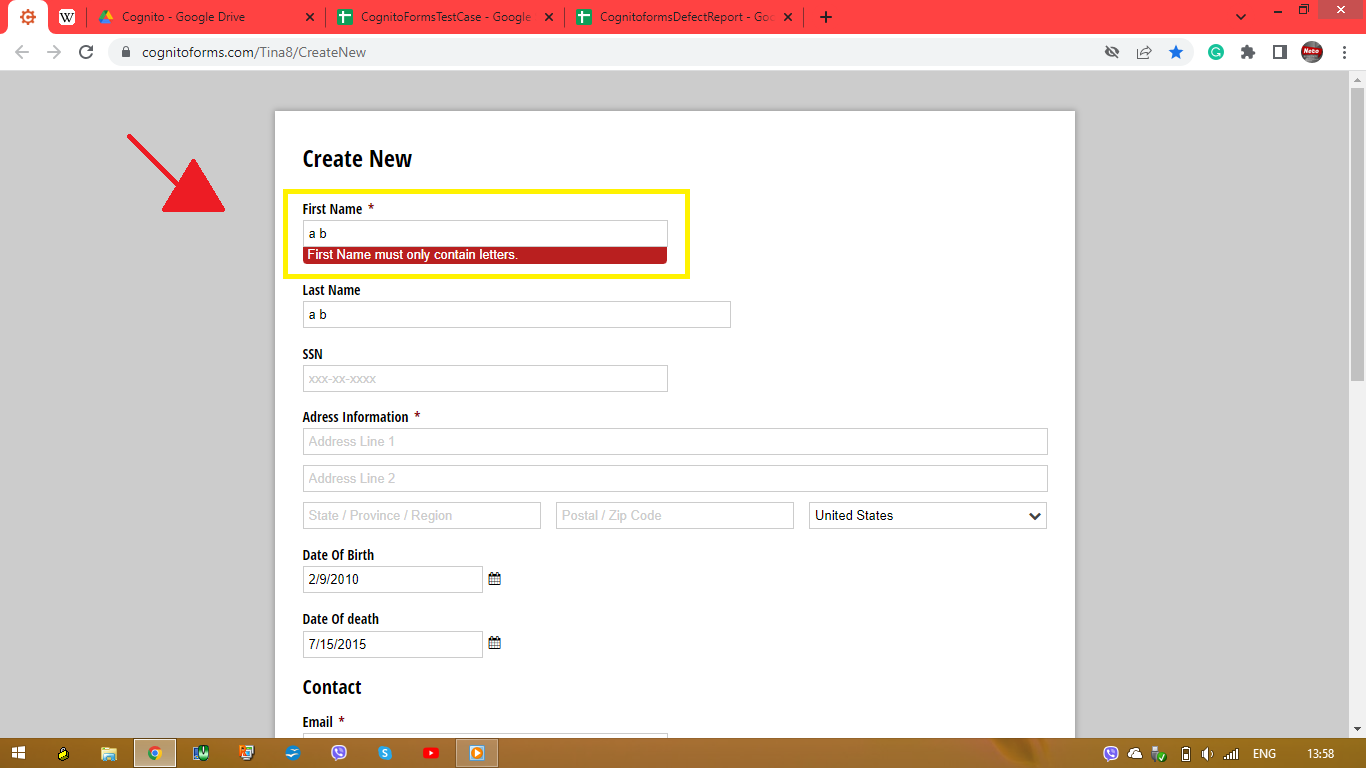 W Cognito - Google Drive CognitoFormsTestCase - Google CognitoformsDefectReport - Goo
cognitoforms.com/Tina8/CreateNew
Create New
First Name *
a b
First Name must only contain letters.
Last Name
a b
SSN
xxx-xx-xxxx
Adress Information *
Address Line 1
Address Line 2
State / Province / Region Postal / Zip Code United States
Date Of Birth
2/9/2010
Date Of death
7/15/2015
Contact
Email *
ENG 13:58